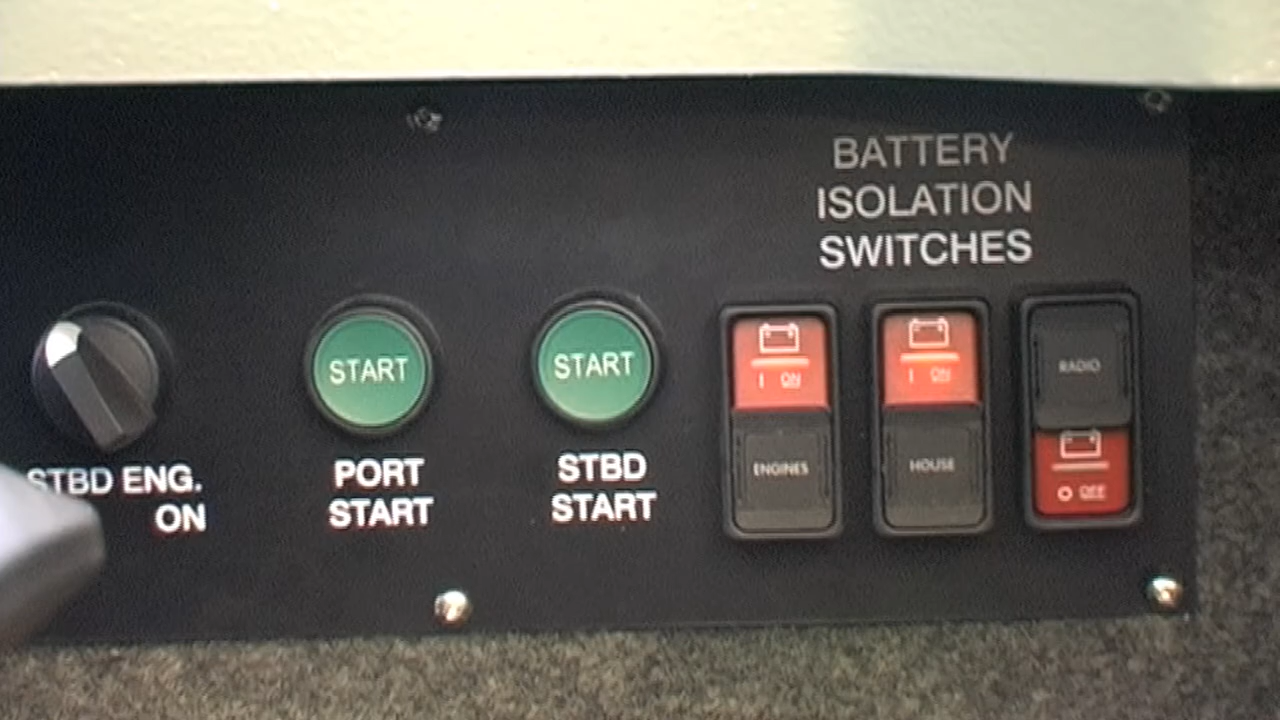 BATTERY
ISOLATION
SWITCHES
STBD ENG.
ON
START
PORT
START
START
STBD
START
I ON
ENGINES
I ON
HOUSE
RADIO
O OFF